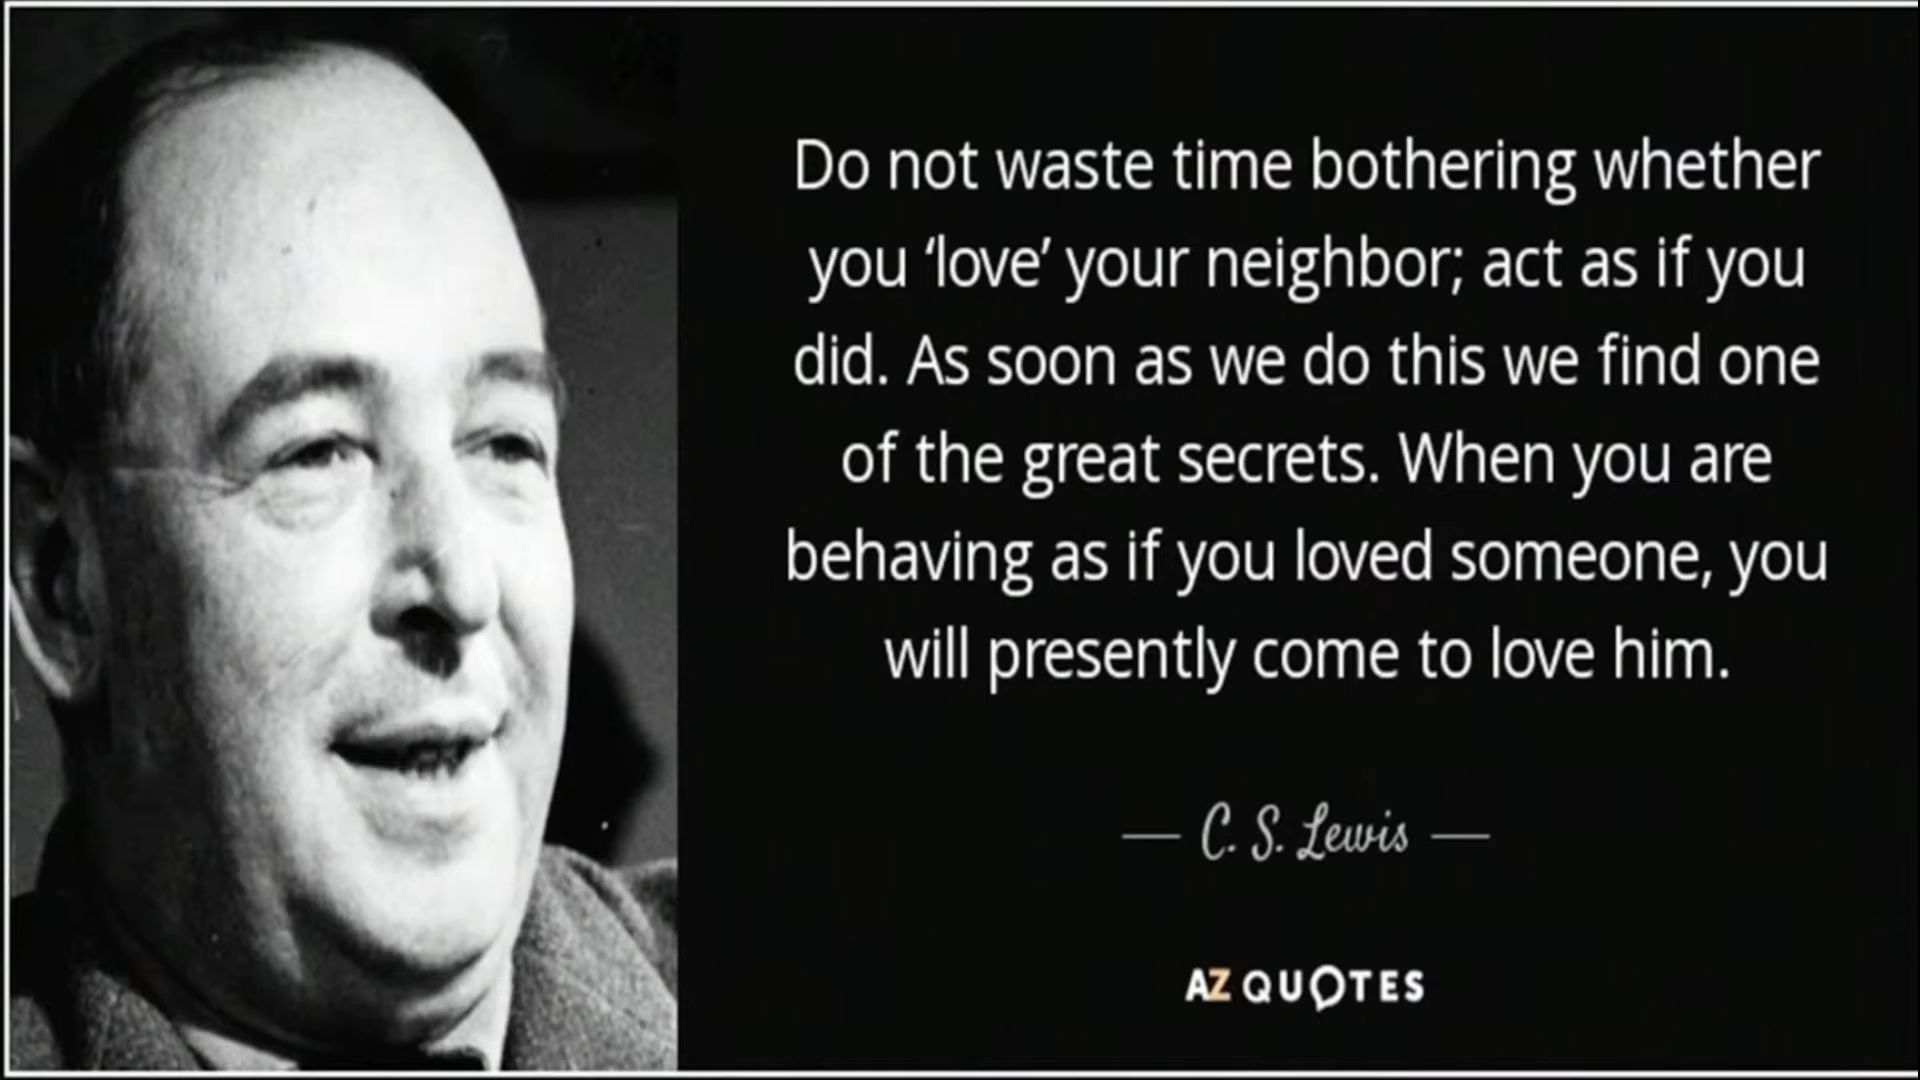 Do not waste time bothering whether
you ‘love’ your neighbor; act as if you
did. As soon as we do this we find one
of the great secrets. When you are
behaving as if you loved someone, you
will presently come to love him.
— C. S. Lewis —
AZ QUOTES